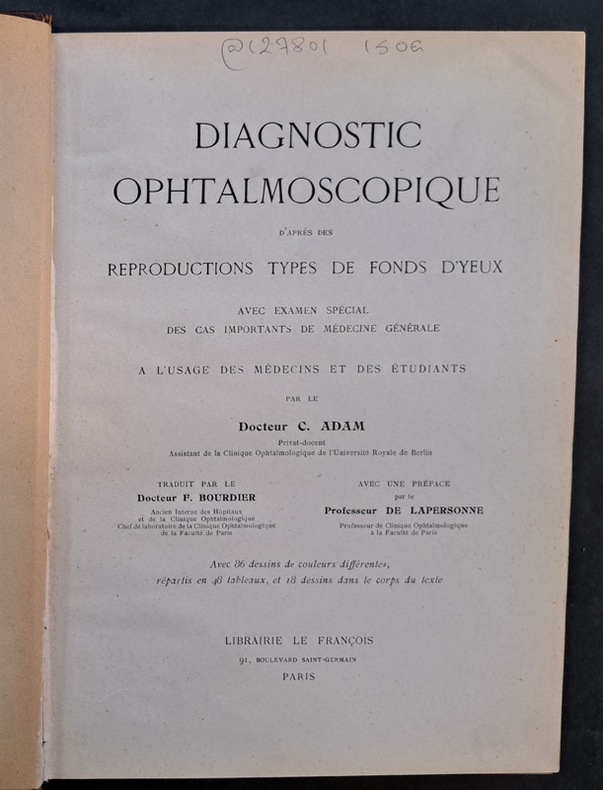 @127801 150G
DIAGNOSTIC
OPHTALMOSCOPIQUE
D'APRÈS DES
REPRODUCTIONS TYPES DE FONDS D'YEUX
AVEC EXAMEN SPÉCIAL
DES CAS IMPORTANTS DE MÉDECINE GÉNÉRALE
A L'USAGE DES MÉDECINS ET DES ÉTUDIANTS
PAR LE
Docteur C. ADAM
Privat-docent
Assistant de la Clinique Ophtalmologique de l'Université Royale de Berlin
TRADUIT PAR LE
Docteur F. BOURDIER
Ancien Interne des Hôpitaux
et de la Clinique Ophtalmologique
Chef de laboratoire de la Clinique Ophtalmologique
de la Faculté de Paris
AVEC UNE PRÉFACE
par le
Professeur DE LAPERSONNE
Professeur de Clinique Ophtalmologique
à la Faculté de Paris
Avec 86 dessins de couleurs différentes,
répartis en 48 tableaux, et 18 dessins dans le corps du texte
LIBRAIRIE LE FRANÇOIS
91, BOULEVARD SAINT-GERMAIN
PARIS